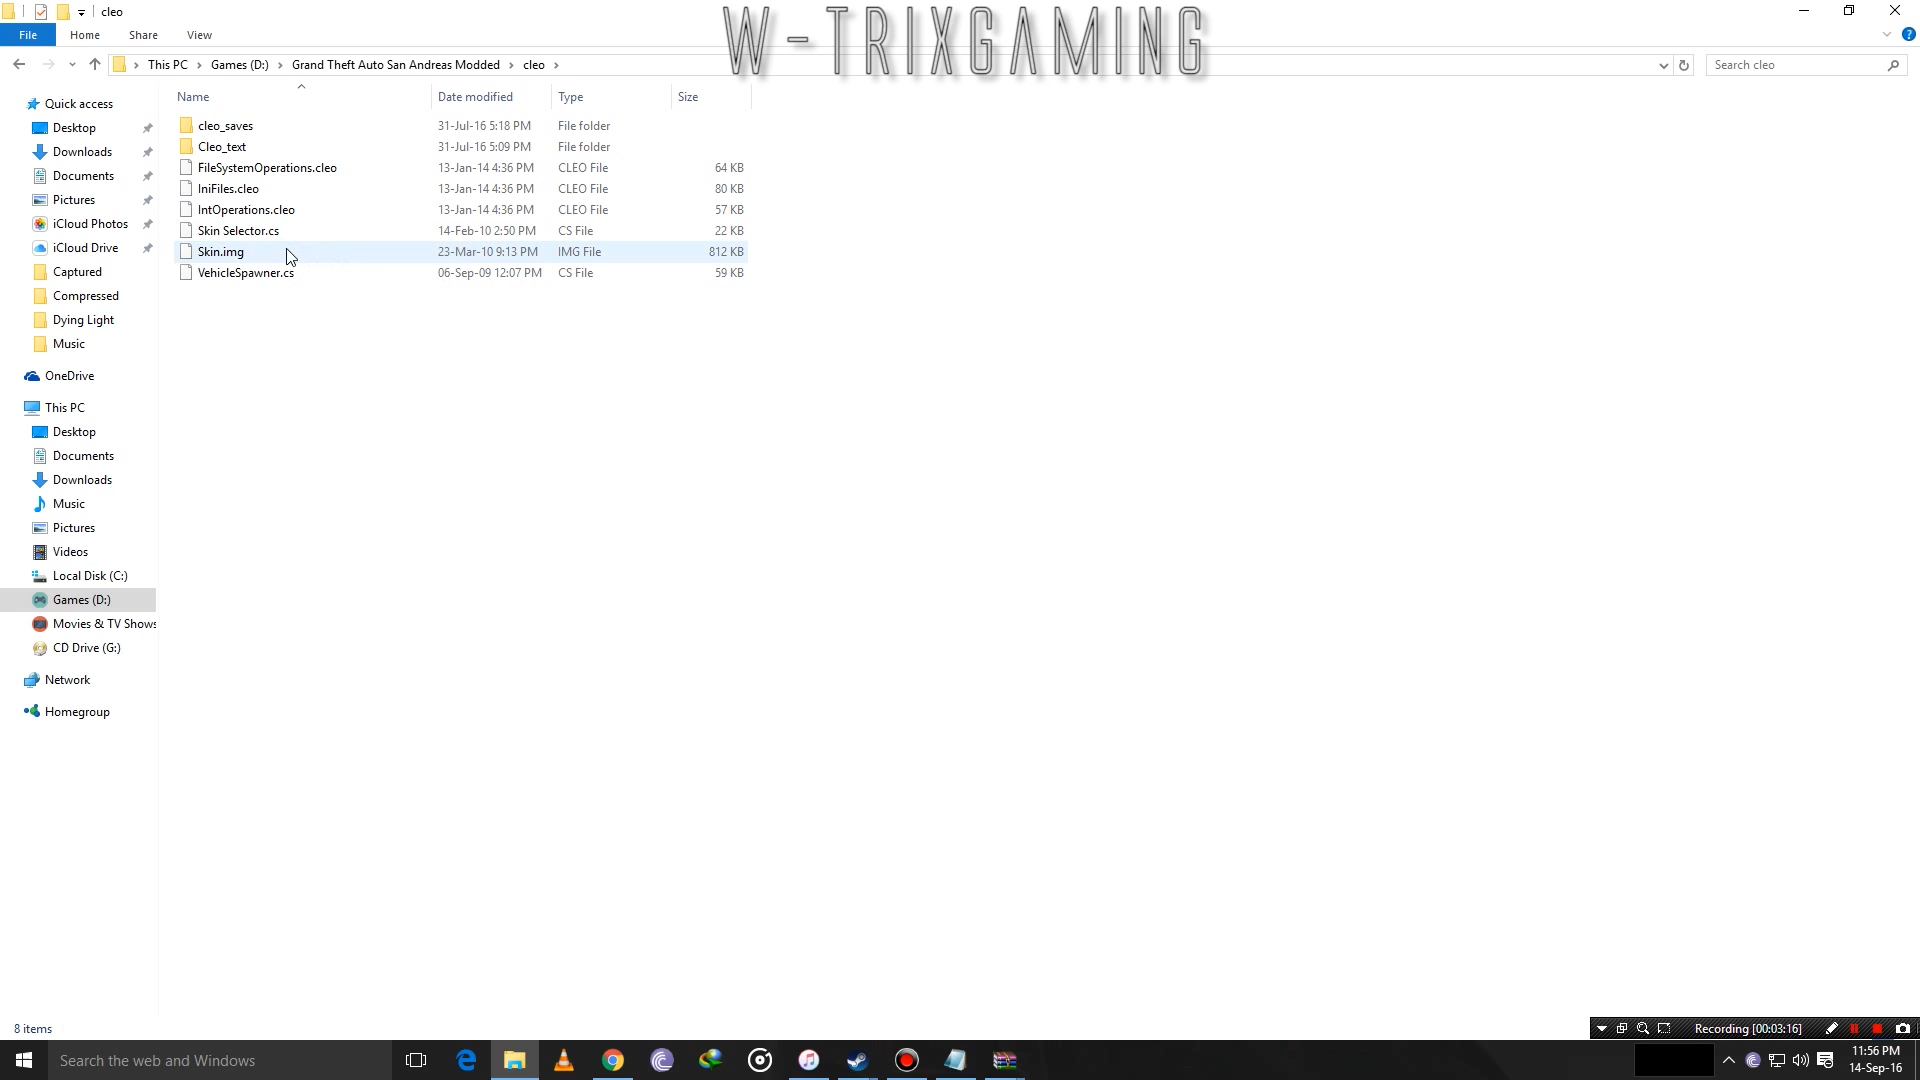 cleo
W-TRIXGAMING
File Home Share View
This PC Games (D:) Grand Theft Auto San Andreas Modded cleo
Search cleo
Name Date modified Type Size
cleo_saves 31-Jul-16 5:18 PM File folder
Cleo_text 31-Jul-16 5:09 PM File folder
FileSystemOperations.cleo 13-Jan-14 4:36 PM CLEO File 64 KB
IniFiles.cleo 13-Jan-14 4:36 PM CLEO File 80 KB
IntOperations.cleo 13-Jan-14 4:36 PM CLEO File 57 KB
Skin Selector.cs 14-Feb-10 2:50 PM CS File 22 KB
Skin.img 23-Mar-10 9:13 PM IMG File 812 KB
VehicleSpawner.cs 06-Sep-09 12:07 PM CS File 59 KB
Quick access
Desktop
Downloads
Documents
Pictures
iCloud Photos
iCloud Drive
Captured
Compressed
Dying Light
Music
OneDrive
This PC
Desktop
Documents
Downloads
Music
Pictures
Videos
Local Disk (C:)
Games (D:)
Movies & TV Shows
CD Drive (G:)
Network
Homegroup
8 items
Recording [00:03:16]
Search the web and Windows
11:56 PM
14-Sep-16